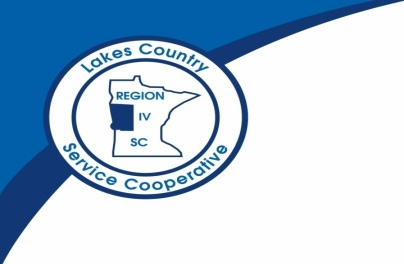 Lakes Country
REGION
IV
SC
Service Cooperative